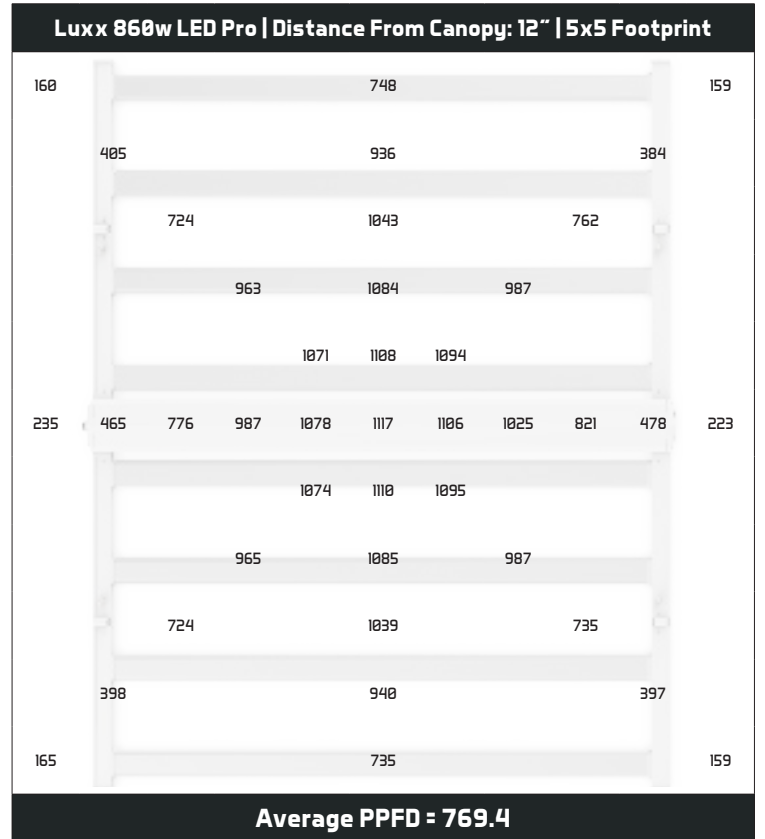 Luxx 860w LED Pro | Distance From Canopy: 12″ | 5x5 Footprint
160 748 159
405 936 384
724 1043 762
963 1084 987
1071 1108 1094
235 465 776 987 1078 1117 1106 1025 821 478 223
1074 1110 1095
965 1085 987
724 1039 735
398 940 397
165 735 159
Average PPFD = 769.4